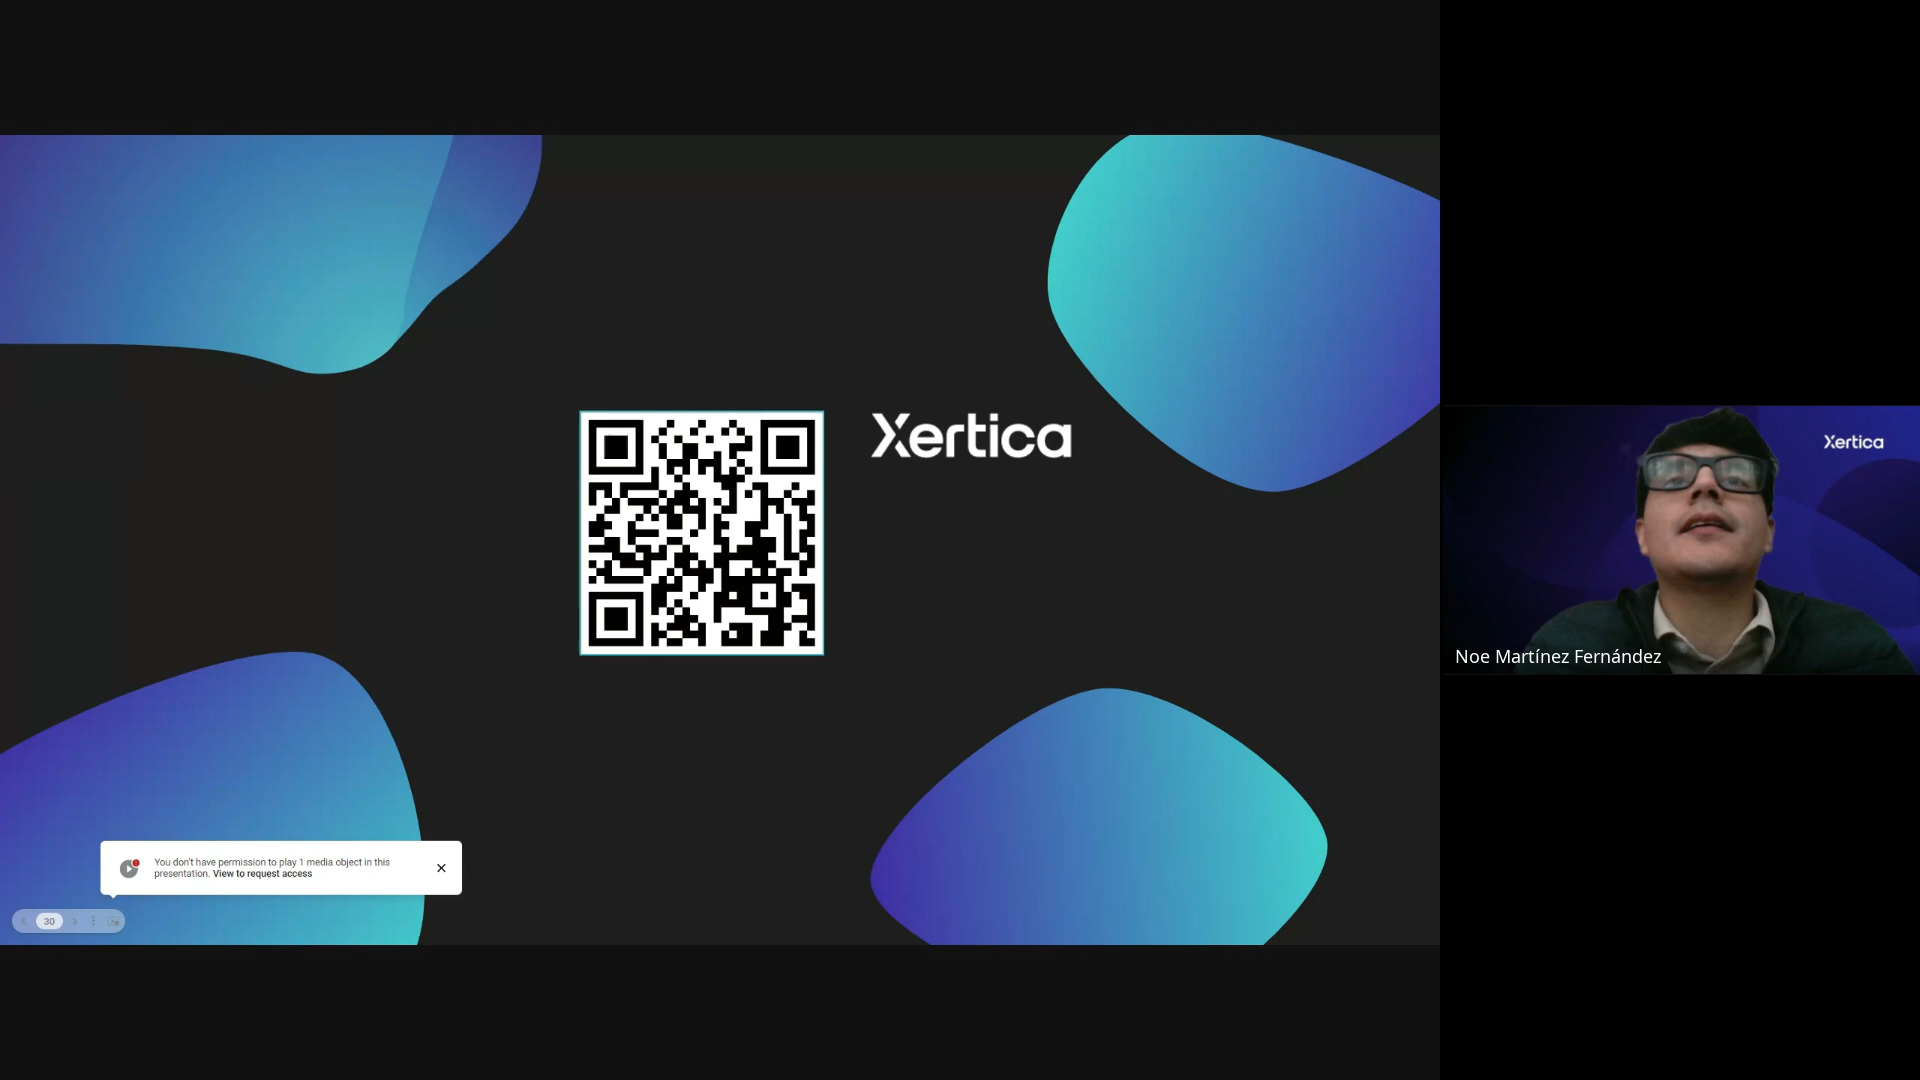 Xertica
Xertica
Noe Martínez Fernández
You don't have permission to play 1 media object in this
presentation. View to request access
30